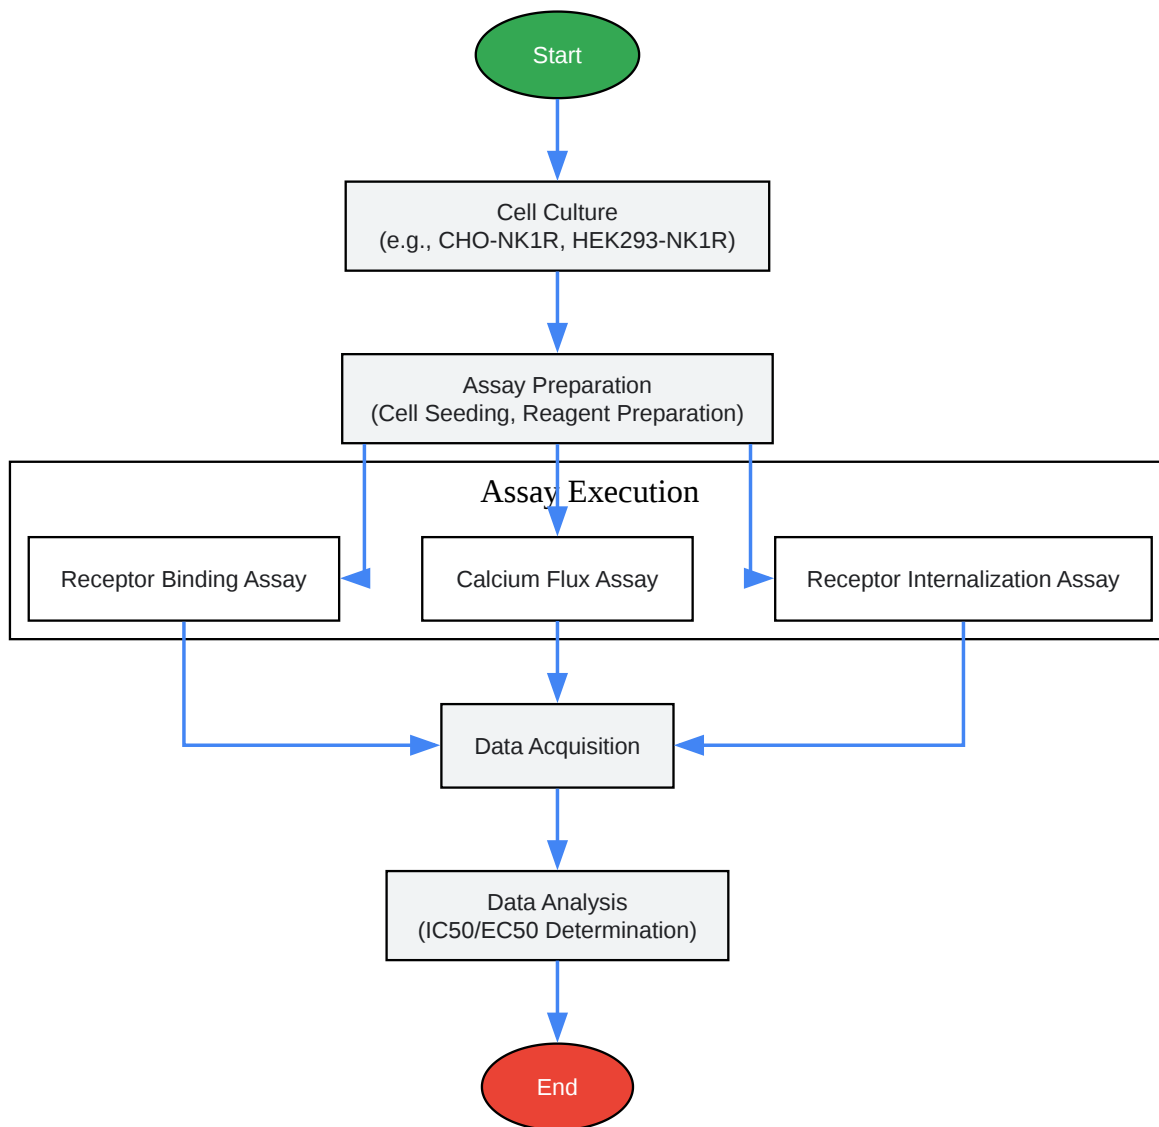 Start
Cell Culture
(e.g., CHO-NK1R, HEK293-NK1R)
Assay Preparation
(Cell Seeding, Reagent Preparation)
Assay Execution
Receptor Binding Assay
Calcium Flux Assay
Receptor Internalization Assay
Data Acquisition
Data Analysis
(IC50/EC50 Determination)
End